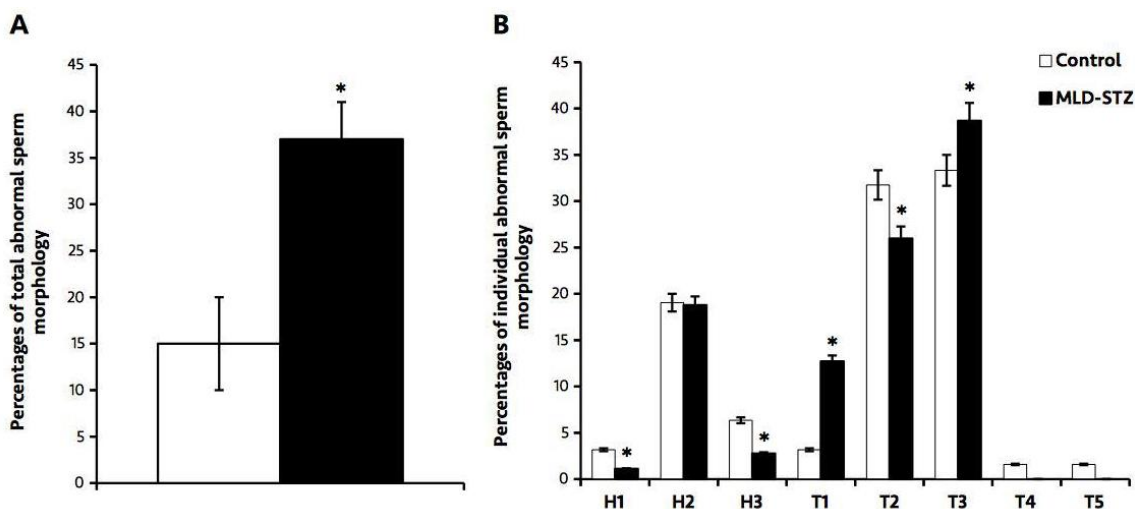 A
Percentages of total abnormal sperm
morphology
45
40
35
30
25
20
15
10
5
0
*
B
Percentages of individual abnormal sperm
morphology
45
40
35
30
25
20
15
10
5
0
* * * * *
Control
MLD-STZ
H1 H2 H3 T1 T2 T3 T4 T5